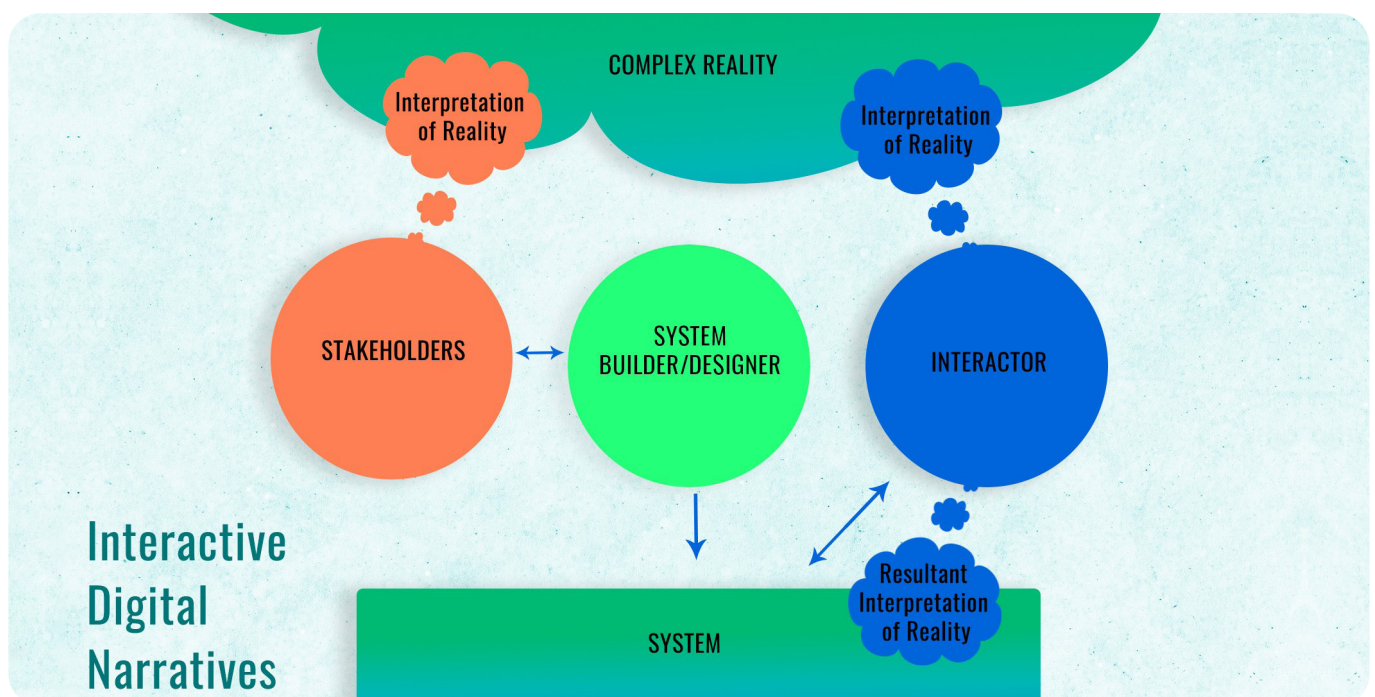 COMPLEX REALITY
Interpretation
of Reality
Interpretation
of Reality
STAKEHOLDERS
SYSTEM
BUILDER/DESIGNER
INTERACTOR
Interactive
Digital
Narratives
Resultant
Interpretation
of Reality
SYSTEM